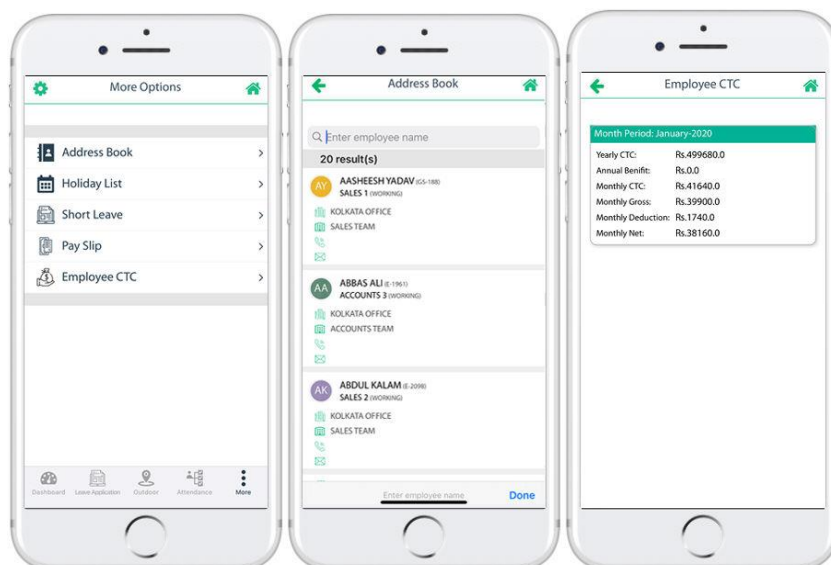 More Options
Address Book
Holiday List
Short Leave
Pay Slip
Employee CTC
Dashboard
Leave Application
Outdoor
Attendance
More
Address Book
Enter employee name
20 result(s)
AY
AASHEESH YADAV (GS-188)
SALES 1 (WORKING)
KOLKATA OFFICE
SALES TEAM
AA
ABBAS ALI (E-1961)
ACCOUNTS 3 (WORKING)
KOLKATA OFFICE
ACCOUNTS TEAM
AK
ABDUL KALAM (E-2098)
SALES 2 (WORKING)
KOLKATA OFFICE
SALES TEAM
Enter employee name
Done
Employee CTC
Month Period: January-2020
Yearly CTC: Rs.499680.0
Annual Benifit: Rs.0.0
Monthly CTC: Rs.41640.0
Monthly Gross: Rs.39900.0
Monthly Deduction: Rs.1740.0
Monthly Net: Rs.38160.0